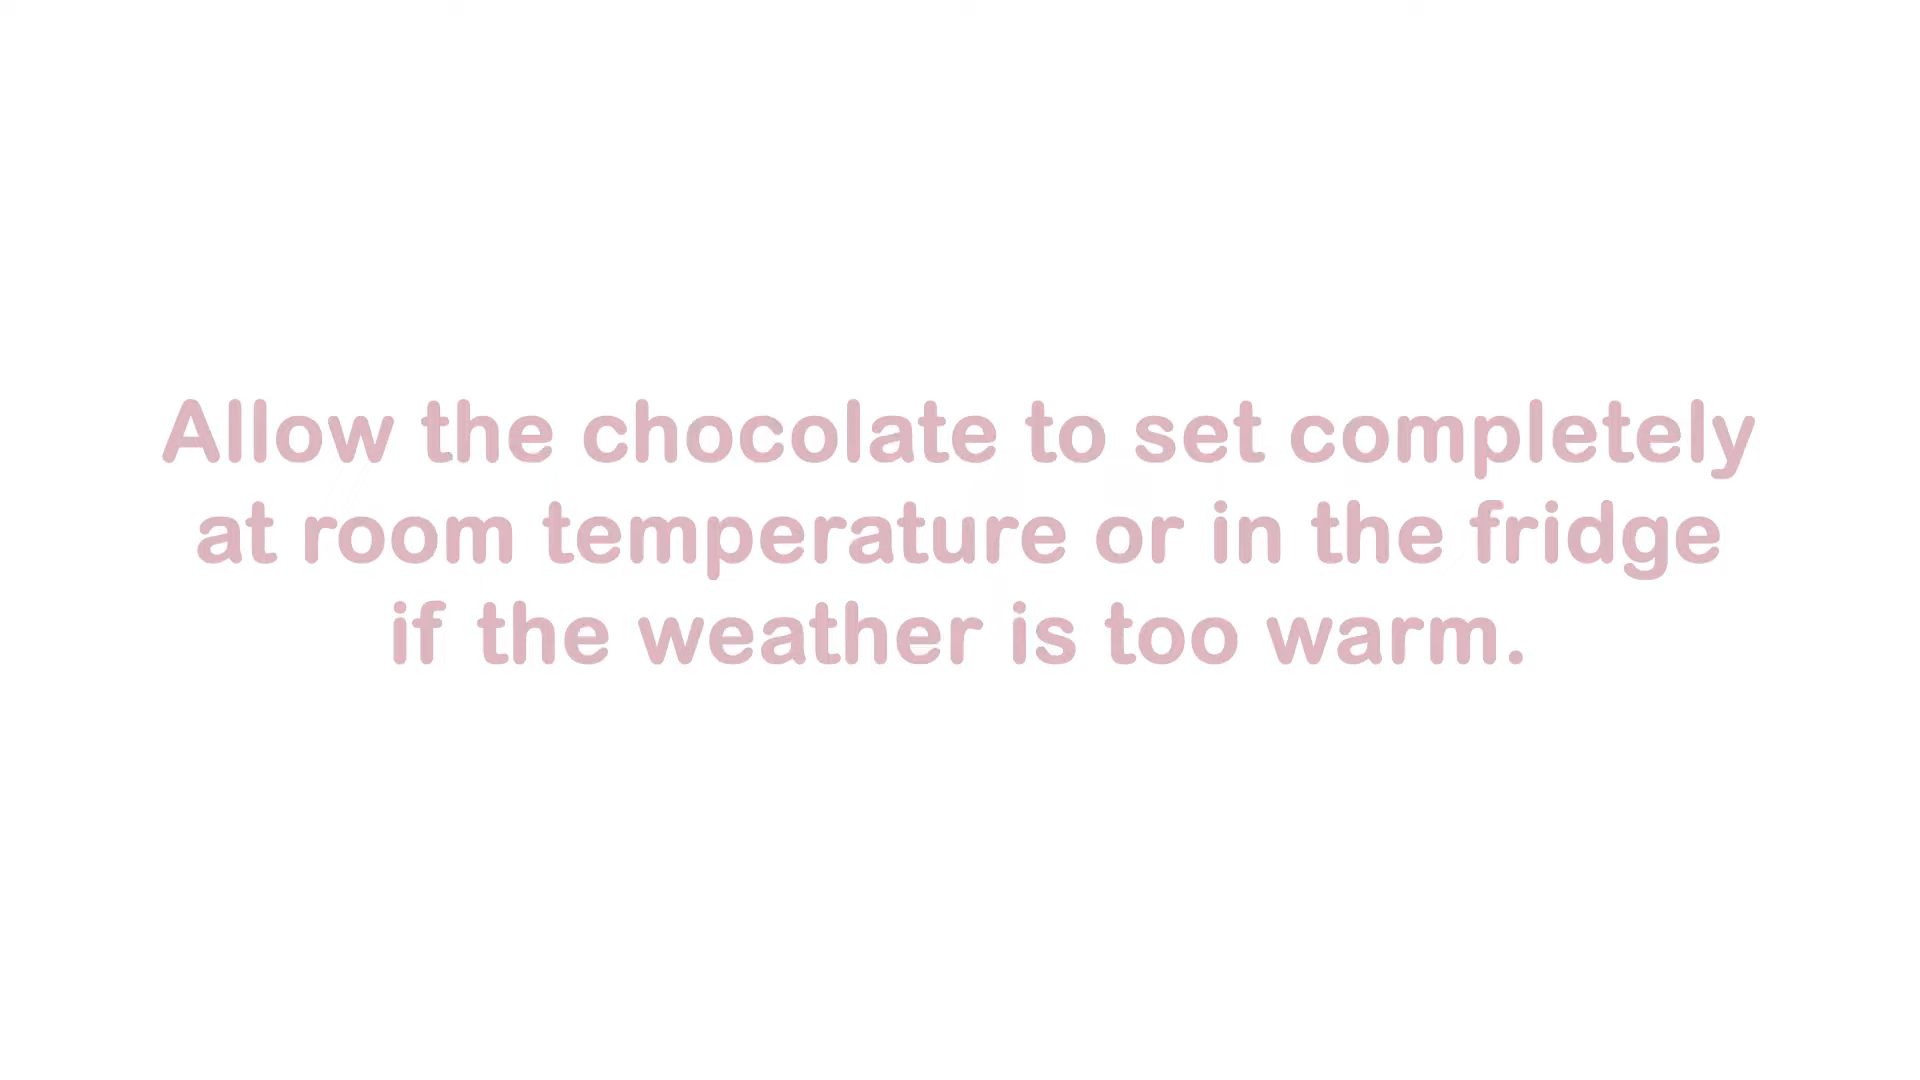 Allow the chocolate to set completely
at room temperature or in the fridge
if the weather is too warm.